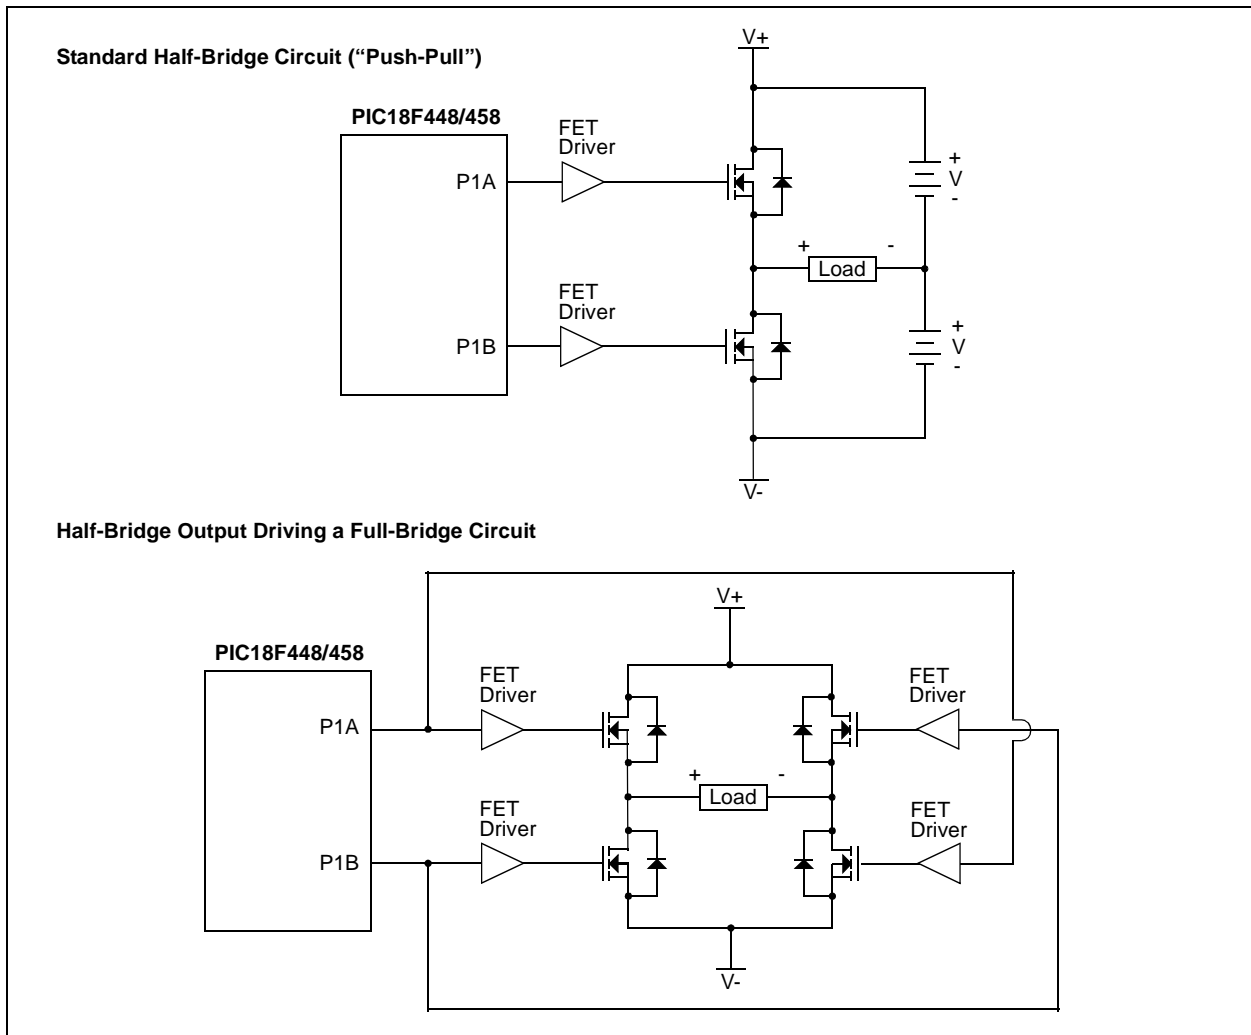 Standard Half-Bridge Circuit (“Push-Pull”)
V+
PIC18F448/458
FET
Driver
P1A
+
V
-
+ -
Load
FET
Driver
P1B
+
V
-
V-
Half-Bridge Output Driving a Full-Bridge Circuit
V+
PIC18F448/458
FET
Driver
FET
Driver
P1A
+ -
Load
FET
Driver
FET
Driver
P1B
V-